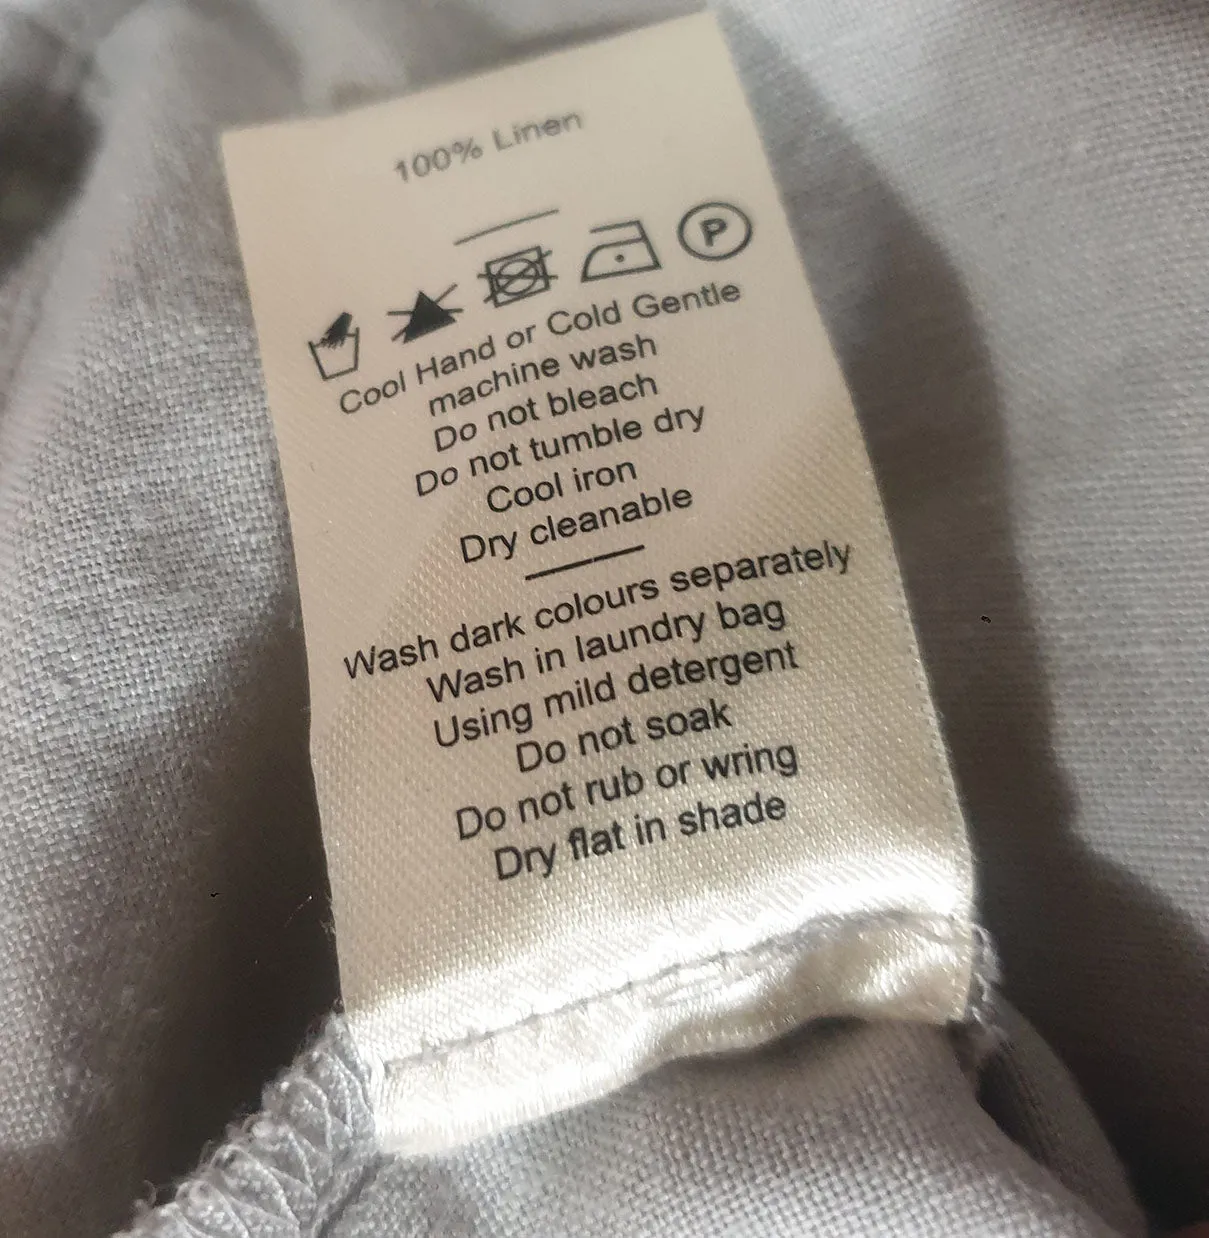 100% Linen
P
Cool Hand or Cold Gentle
machine wash
Do not bleach
Do not tumble dry
Cool iron
Dry cleanable
Wash dark colours separately
Wash in laundry bag
Using mild detergent
Do not soak
Do not rub or wring
Dry flat in shade